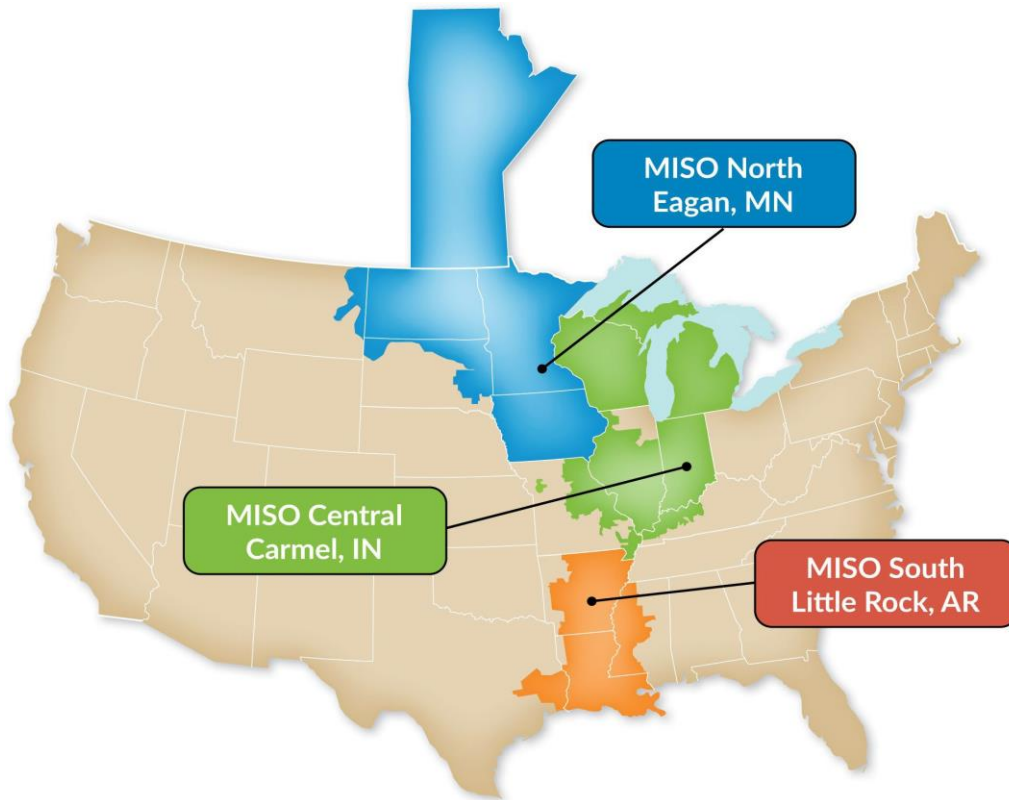 MISO North
Eagan, MN
MISO Central
Carmel, IN
MISO South
Little Rock, AR